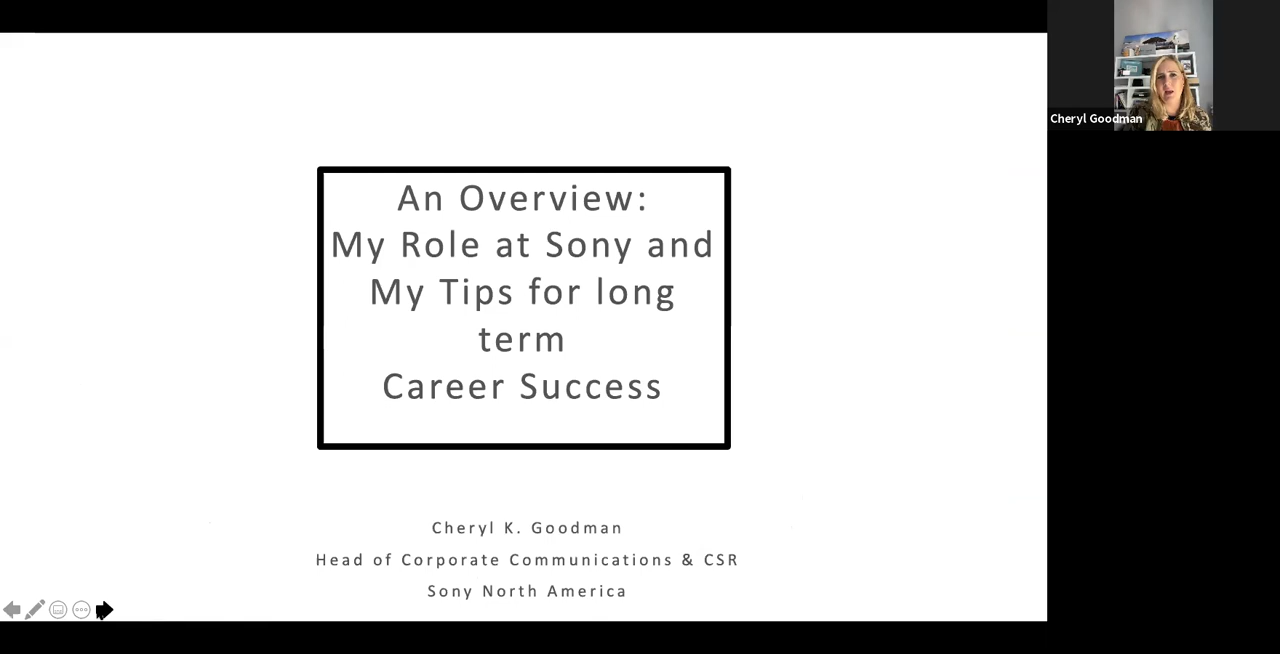 An Overview:
My Role at Sony and
My Tips for long
term
Career Success
Cheryl K. Goodman
Head of Corporate Communications & CSR
Sony North America
Cheryl Goodman